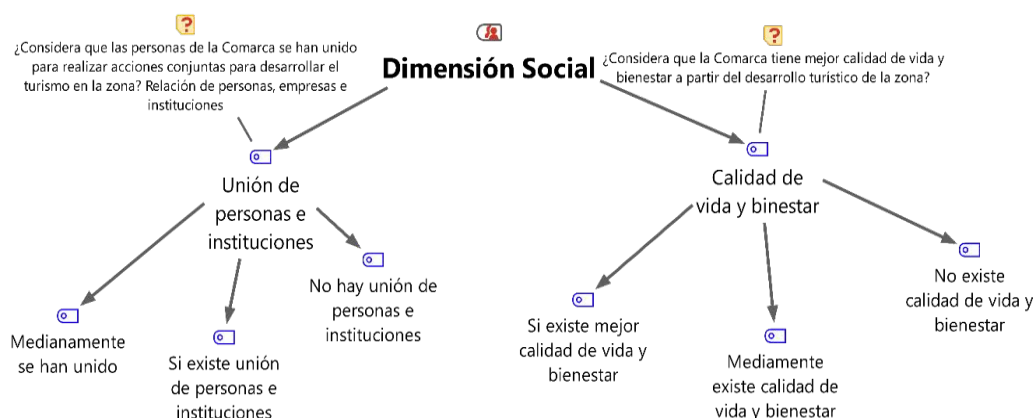 ¿Considera que las personas de la Comarca se han unido
para realizar acciones conjuntas para desarrollar el
turismo en la zona? Relación de personas, empresas e
instituciones
Dimensión Social
¿Considera que la Comarca tiene mejor calidad de vida y
bienestar a partir del desarrollo turístico de la zona?
Unión de
personas e
instituciones
Calidad de
vida y binestar
Medianamente
se han unido
Si existe unión
de personas e
instituciones
No hay unión de
personas e
instituciones
Si existe mejor
calidad de vida y
bienestar
Mediamente
existe calidad de
vida y bienestar
No existe
calidad de vida y
bienestar